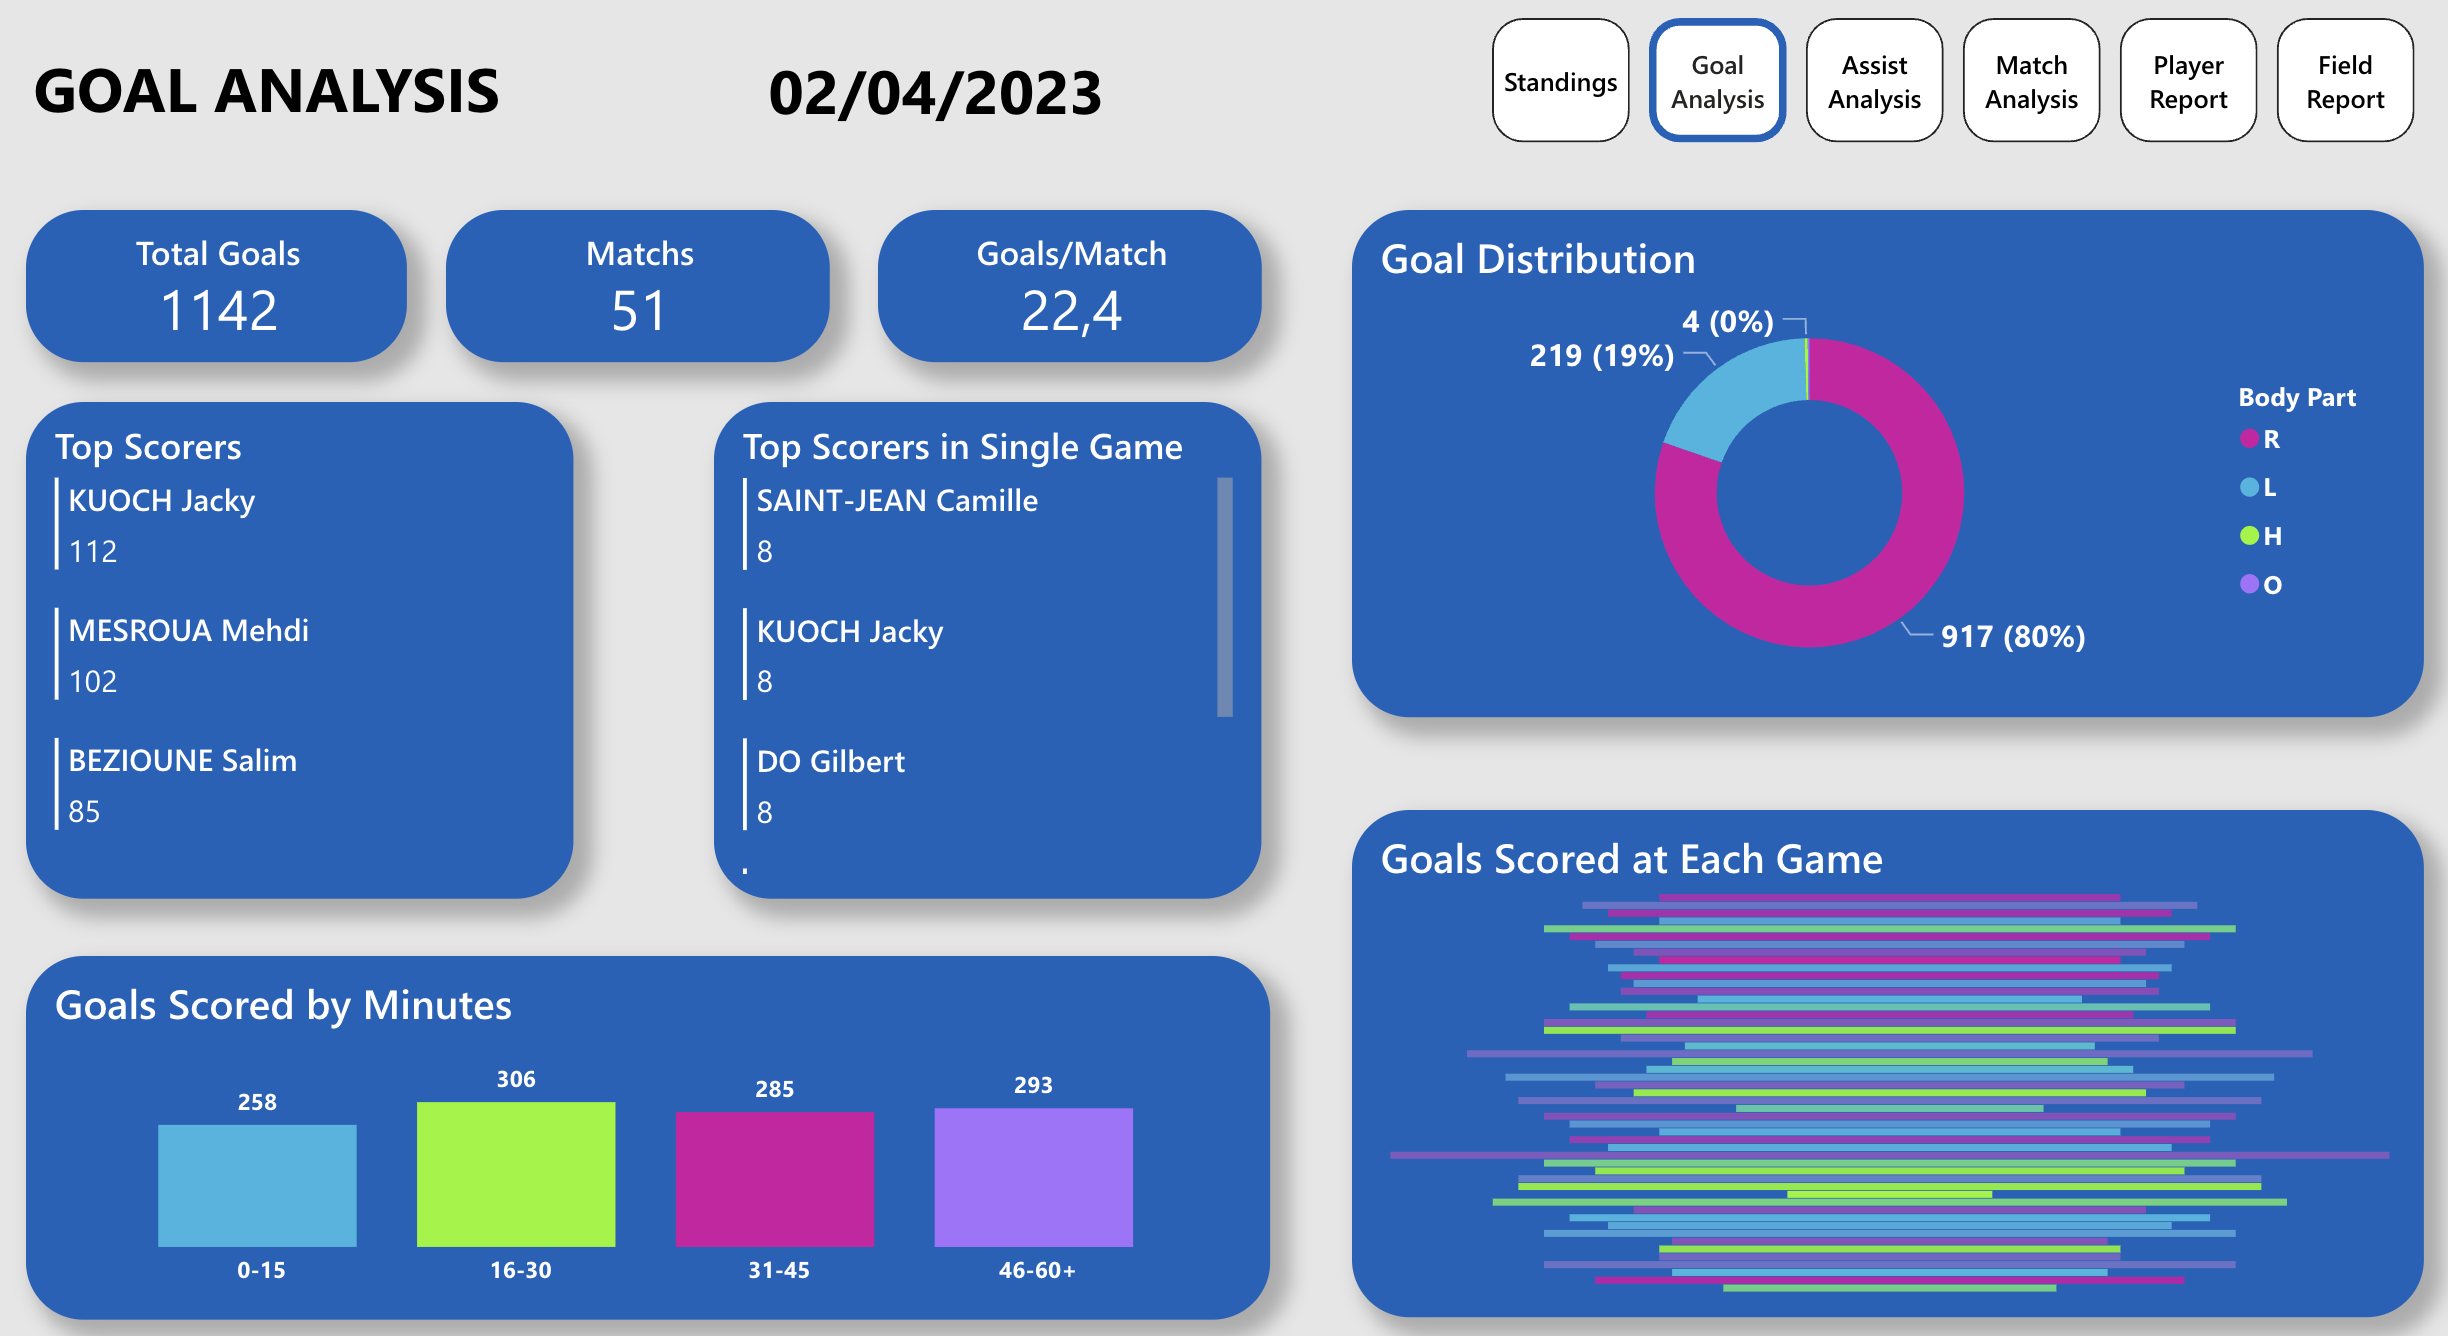 GOAL ANALYSIS
02/04/2023
Standings
Goal
Analysis
Assist
Analysis
Match
Analysis
Player
Report
Field
Report
Total Goals
1142
Matchs
51
Goals/Match
22,4
Top Scorers
KUOCH Jacky
112
MESROUA Mehdi
102
BEZIOUNE Salim
85
Top Scorers in Single Game
SAINT-JEAN Camille
8
KUOCH Jacky
8
DO Gilbert
8
Goal Distribution
4 (0%)
219 (19%)
917 (80%)
Body Part
R
L
H
O
Goals Scored by Minutes
258
306
285
293
0-15
16-30
31-45
46-60+
Goals Scored at Each Game